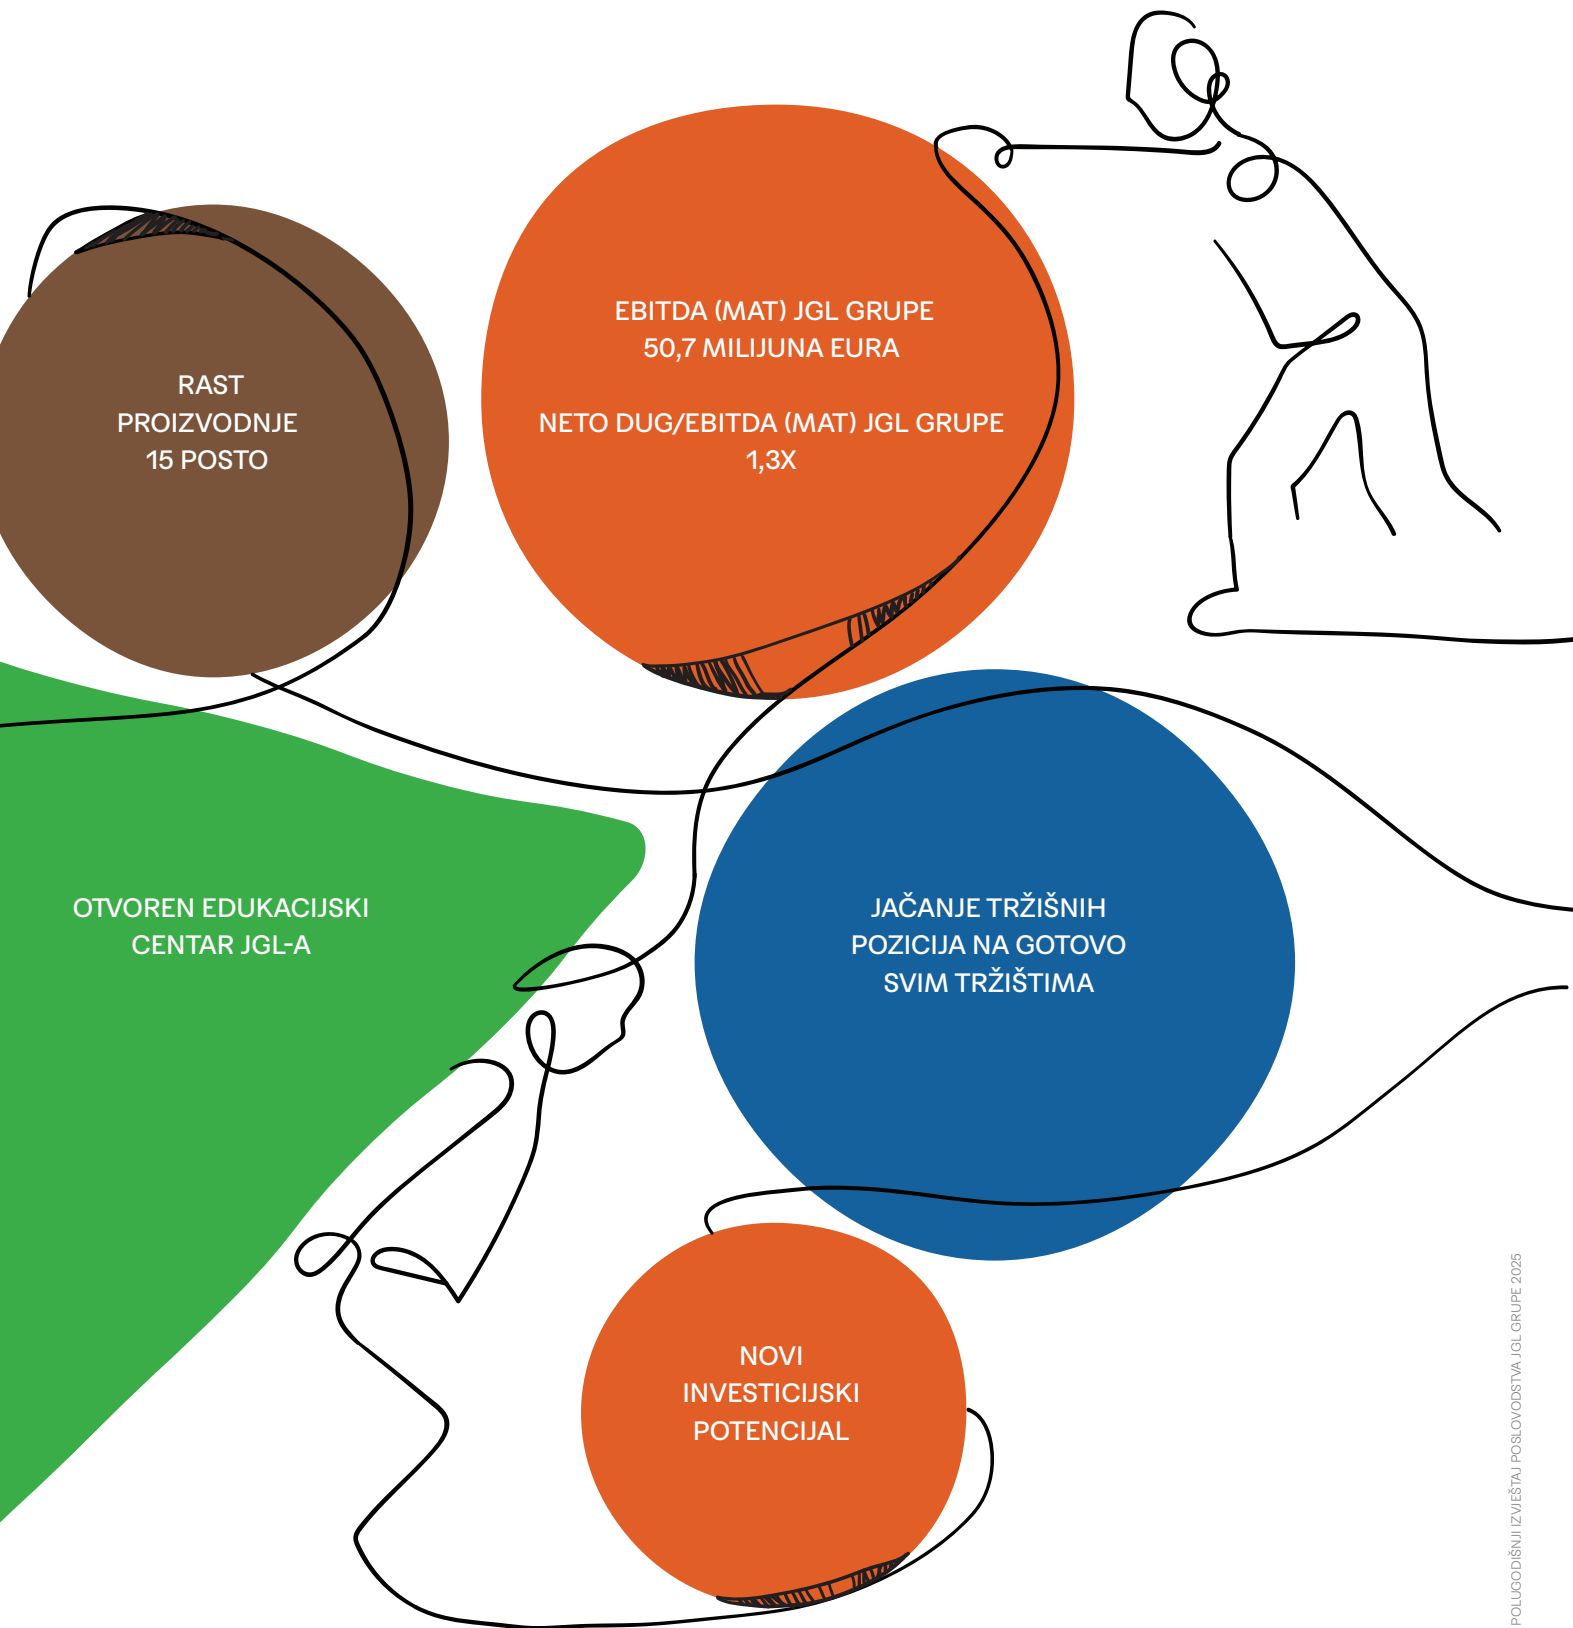 RAST
PROIZVODNJE
15 POSTO
EBITDA (MAT) JGL GRUPE
50,7 MILIJUNA EURA
NETO DUG/EBITDA (MAT) JGL GRUPE
1,3X
OTVOREN EDUKACIJSKI
CENTAR JGL-A
JAČANJE TRŽIŠNIH
POZICIJA NA GOTOVO
SVIM TRŽIŠTIMA
NOVI
INVESTICIJSKI
POTENCIJAL
POLUGODIŠNJI IZVJEŠTAJ POSLOVODSTVA JGL GRUPE 2025